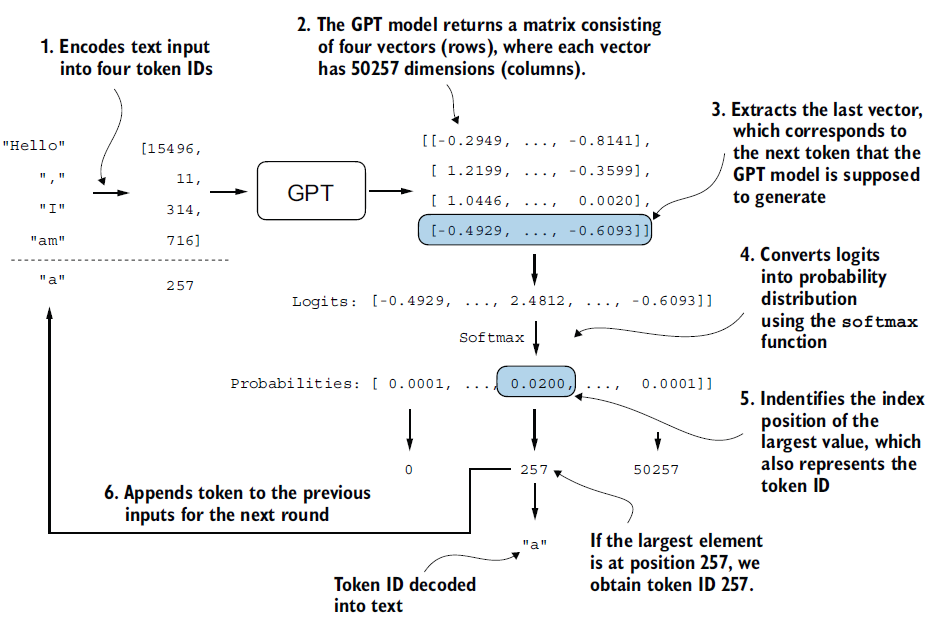 1. Encodes text input
into four token IDs
2. The GPT model returns a matrix consisting
of four vectors (rows), where each vector
has 50257 dimensions (columns).
3. Extracts the last vector,
which corresponds to
the next token that the
GPT model is supposed
to generate
"Hello" [15496,
"," 11,
"I" 314,
"am" 716]
"a" 257
GPT
[[-0.2949, ..., -0.8141],
[ 1.2199, ..., -0.3599],
[ 1.0446, ..., 0.0020],
[-0.4929, ..., -0.6093]]
4. Converts logits
into probability
distribution
using the softmax
function
Logits: [-0.4929, ..., 2.4812, ..., -0.6093]]
Softmax
Probabilities: [ 0.0001, ..., 0.0200, ..., 0.0001]]
5. Indentifies the index
position of the
largest value, which
also represents the
token ID
0 257 50257
6. Appends token to the previous
inputs for the next round
"a"
If the largest element
is at position 257, we
obtain token ID 257.
Token ID decoded
into text